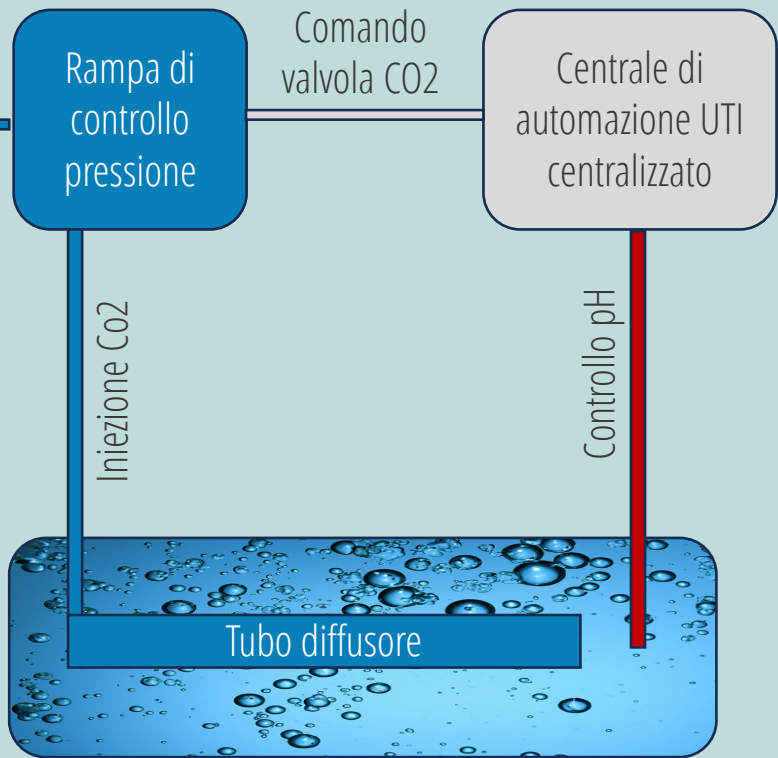 Rampa di
controllo
pressione
Comando
valvola CO2
Centrale di
automazione UTI
centralizzato
Iniezione Co2
Controllo pH
Tubo diffusore